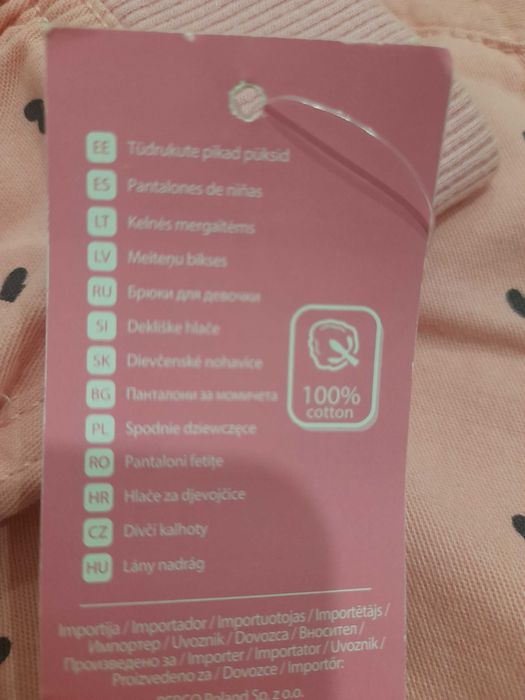 EE Tüdrukute pikad püksid
ES Pantalones de niñas
LT Kelnės mergaitėms
LV Meiteņu bikses
RU Брюки для девочки
SI Dekliške hlače
SK Dievčenské nohavice
BG Панталони за момичета
PL Spodnie dziewczęce
RO Pantaloni fetițe
HR Hlače za djevojčice
CZ Dívčí kalhoty
HU Lány nadrág
100%
cotton
Importija / Importador / Importuotojas / Importētājs /
Импортер / Uvoznik / Dovozca / Вносител /
Произведено за / Importer / Importator / Uvoznik /
Proizvedeno za / Dovozce / Importőr:
PEPCO Poland Sp. z o.o.